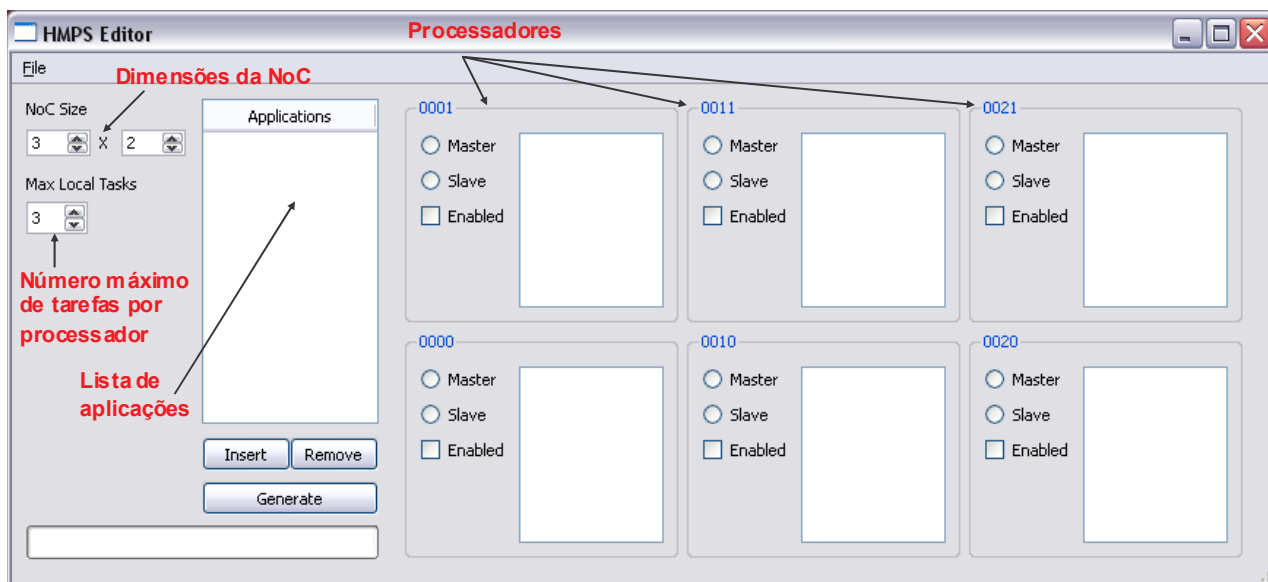 HMPS Editor
Processadores
File
Dimensões da NoC
NoC Size
3 X 2
Max Local Tasks
3
Número máximo
de tarefas por
processador
Applications
Lista de
aplicações
Insert Remove
Generate
0001
Master
Slave
Enabled
0011
Master
Slave
Enabled
0021
Master
Slave
Enabled
0000
Master
Slave
Enabled
0010
Master
Slave
Enabled
0020
Master
Slave
Enabled